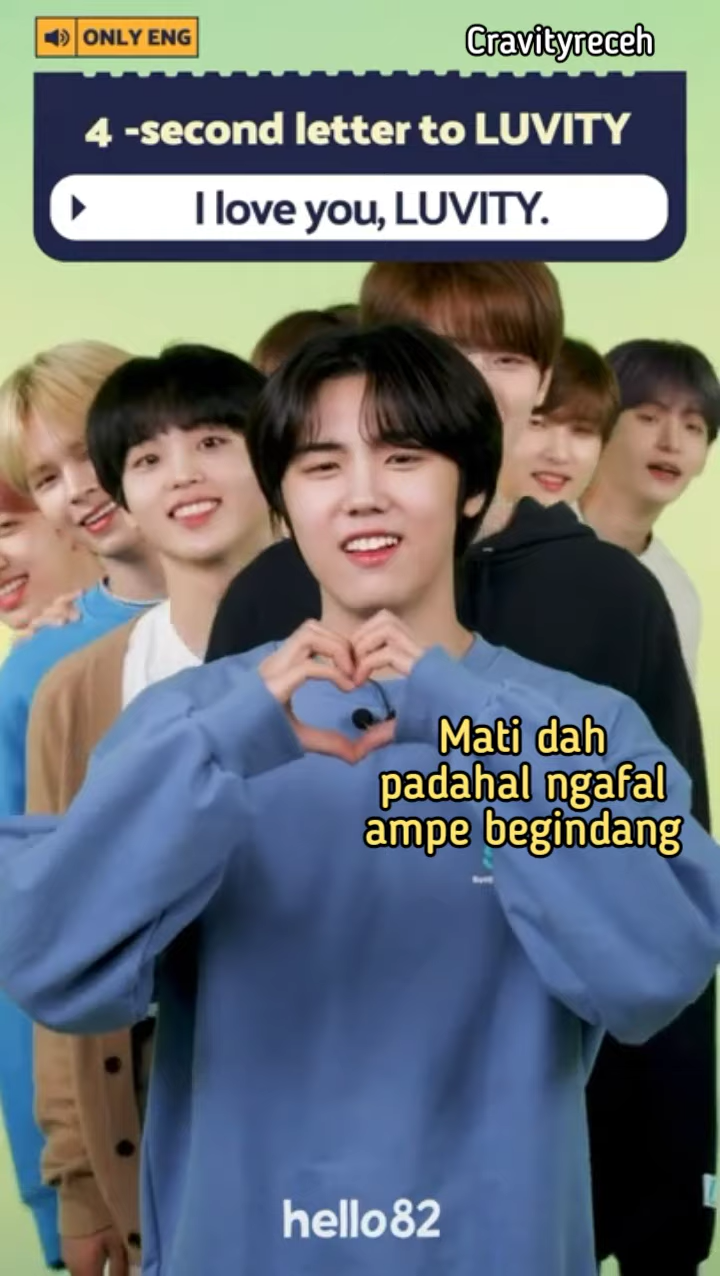 ONLY ENG
Cravityreceh
4 -second letter to LUVITY
I love you, LUVITY.
Mati dah
padahal ngafal
ampe begindang
hello82